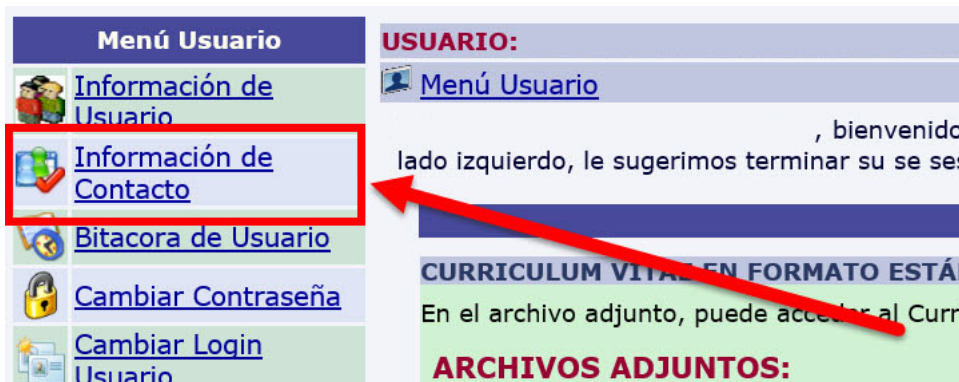 Menú Usuario
Información de
Usuario
Información de
Contacto
Bitacora de Usuario
Cambiar Contraseña
Cambiar Login
Usuario
USUARIO:
Menú Usuario
, bienvenido
lado izquierdo, le sugerimos terminar su se ses
CURRICULUM VITAE EN FORMATO ESTÁ
En el archivo adjunto, puede acceder al Curr
ARCHIVOS ADJUNTOS: